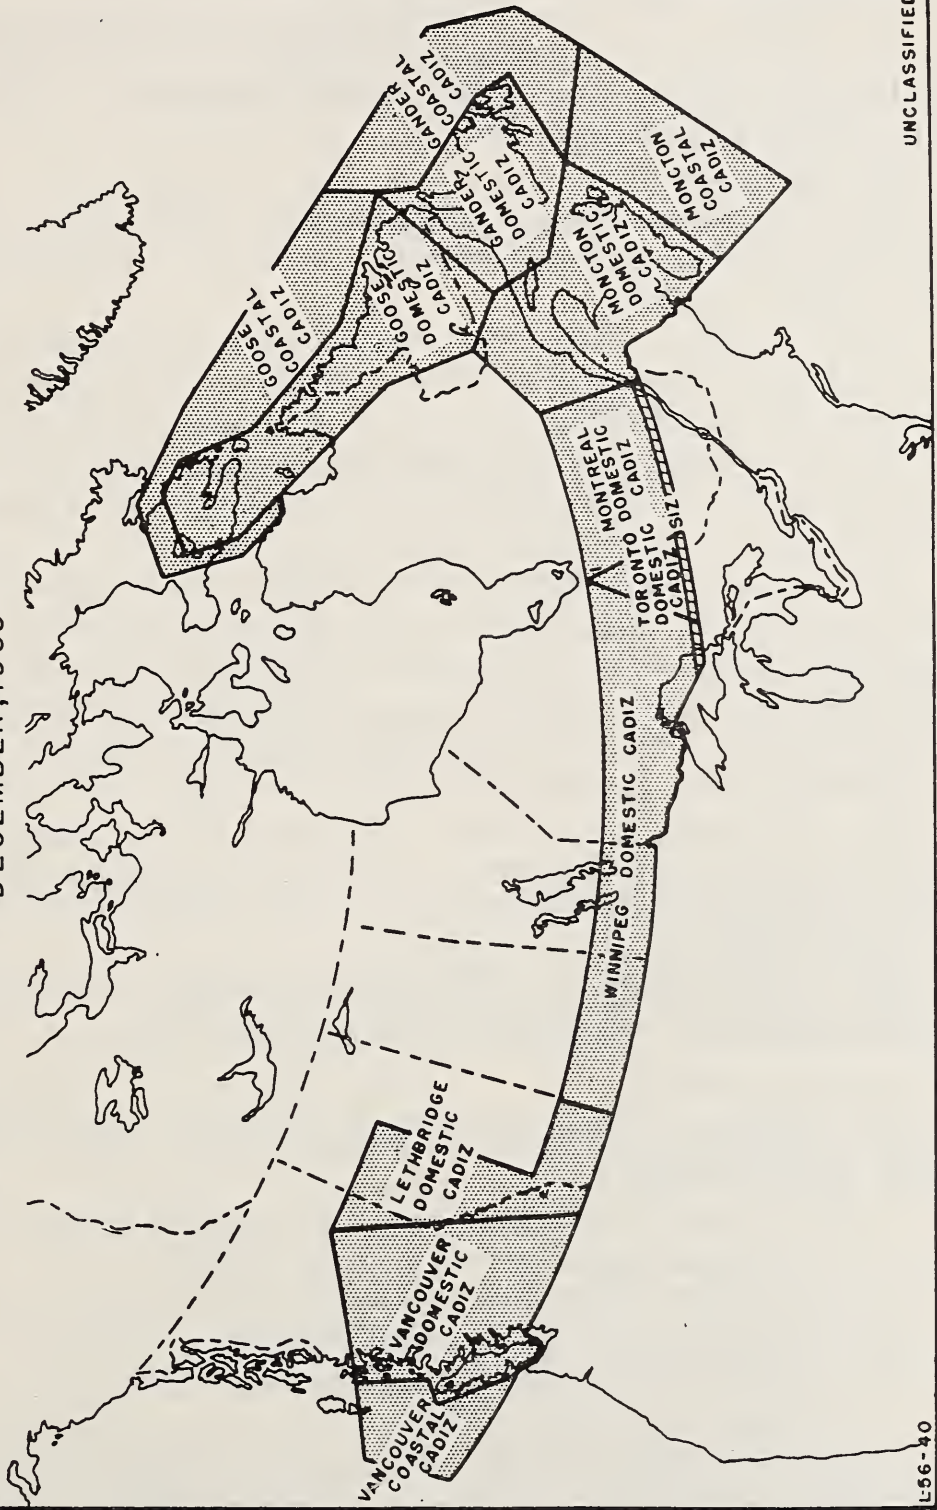 DECEMBER,
VANCOUVER
COASTAL
CADIZ
VANCOUVER
DOMESTIC
CADIZ
LETHBRIDGE
DOMESTIC
CADIZ
WINNIPEG DOMESTIC CADIZ
TORONTO
DOMESTIC
CADIZ
SIZ
MONTREAL
DOMESTIC
CADIZ
GOOSE
COASTAL
CADIZ
GOOSE
DOMESTIC
CADIZ
GANDER
COASTAL
CADIZ
GANDER
DOMESTIC
CADIZ
MONCTON
DOMESTIC
CADIZ
MONCTON
COASTAL
CADIZ
L56-40
UNCLASSIFIED